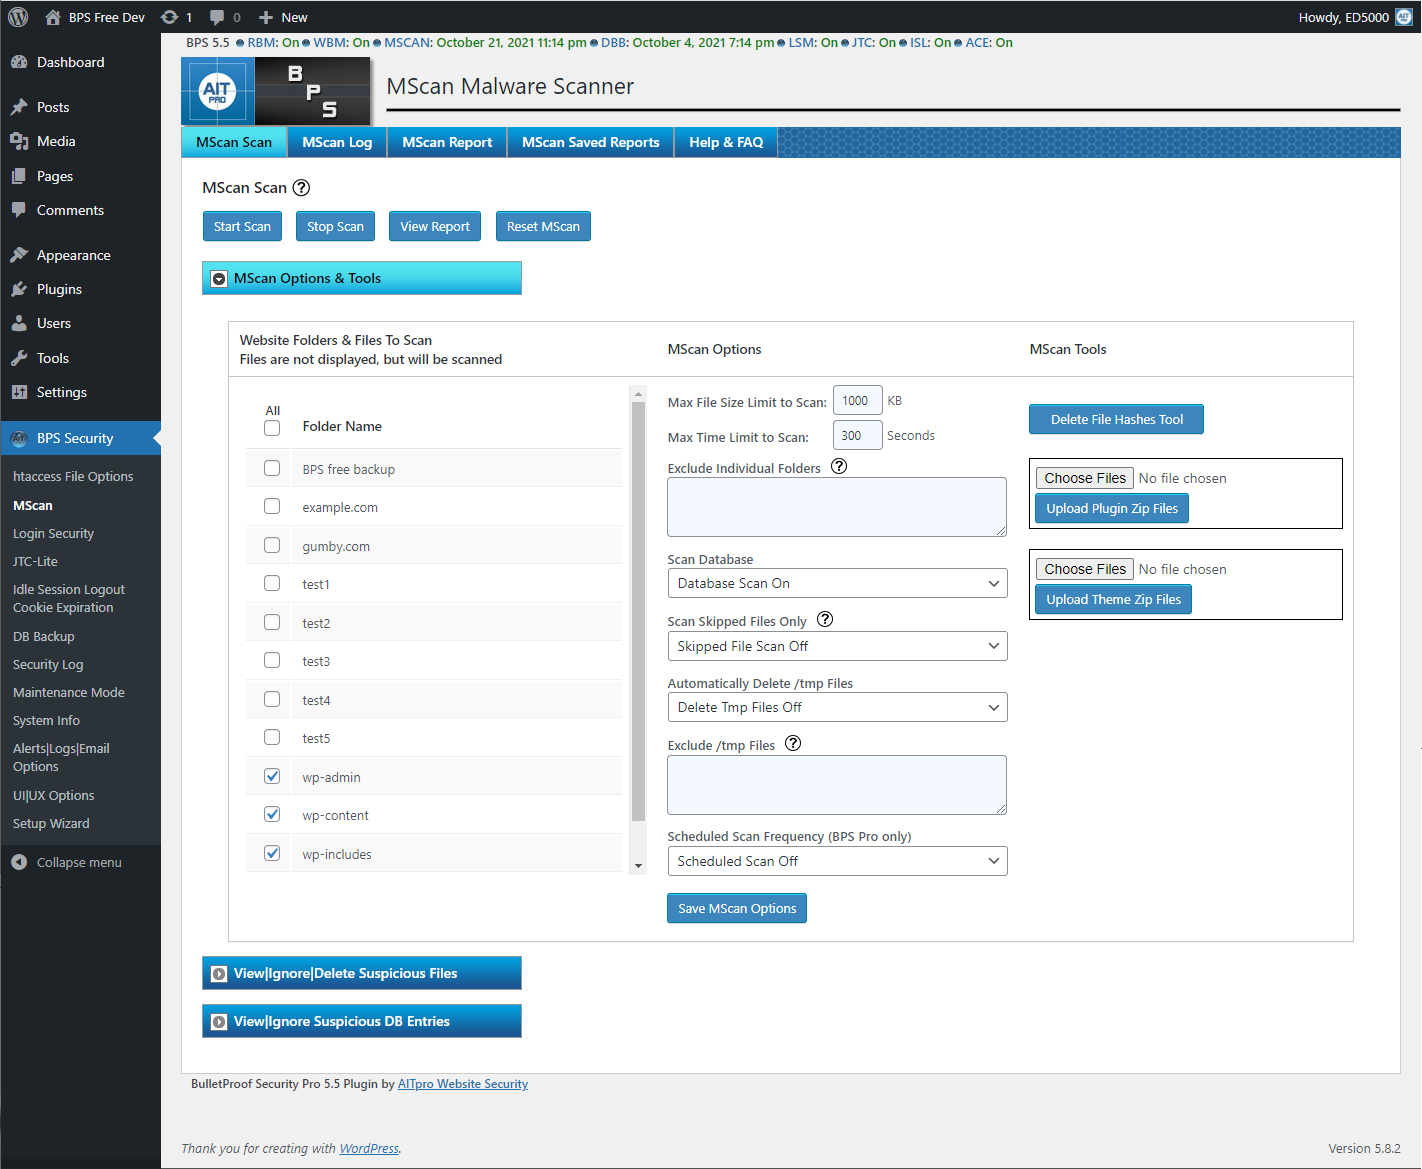 BPS Free Dev 1 0 New Howdy, ED5000
BPS 5.5 RBM: On WBM: On MSCAN: October 21, 2021 11:14 pm DBB: October 4, 2021 7:14 pm LSM: On JTC: On ISL: On ACE: On
Dashboard
Posts
Media
Pages
Comments
Appearance
Plugins
Users
Tools
Settings
BPS Security
htaccess File Options
MScan
Login Security
JTC-Lite
Idle Session Logout
Cookie Expiration
DB Backup
Security Log
Maintenance Mode
System Info
Alerts|Logs|Email
Options
UI|UX Options
Setup Wizard
Collapse menu
AIT
PRO
B
P
S
MScan Malware Scanner
MScan Scan MScan Log MScan Report MScan Saved Reports Help & FAQ
MScan Scan ?
Start Scan Stop Scan View Report Reset MScan
MScan Options & Tools
Website Folders & Files To Scan
Files are not displayed, but will be scanned
All
Folder Name
BPS free backup
example.com
gumby.com
test1
test2
test3
test4
test5
wp-admin
wp-content
wp-includes
MScan Options
Max File Size Limit to Scan: 1000 KB
Max Time Limit to Scan: 300 Seconds
Exclude Individual Folders ?
Scan Database
Database Scan On
Scan Skipped Files Only ?
Skipped File Scan Off
Automatically Delete /tmp Files
Delete Tmp Files Off
Exclude /tmp Files ?
Scheduled Scan Frequency (BPS Pro only)
Scheduled Scan Off
Save MScan Options
MScan Tools
Delete File Hashes Tool
Choose Files No file chosen
Upload Plugin Zip Files
Choose Files No file chosen
Upload Theme Zip Files
View|Ignore|Delete Suspicious Files
View|Ignore Suspicious DB Entries
BulletProof Security Pro 5.5 Plugin by AITpro Website Security
Thank you for creating with WordPress. Version 5.8.2